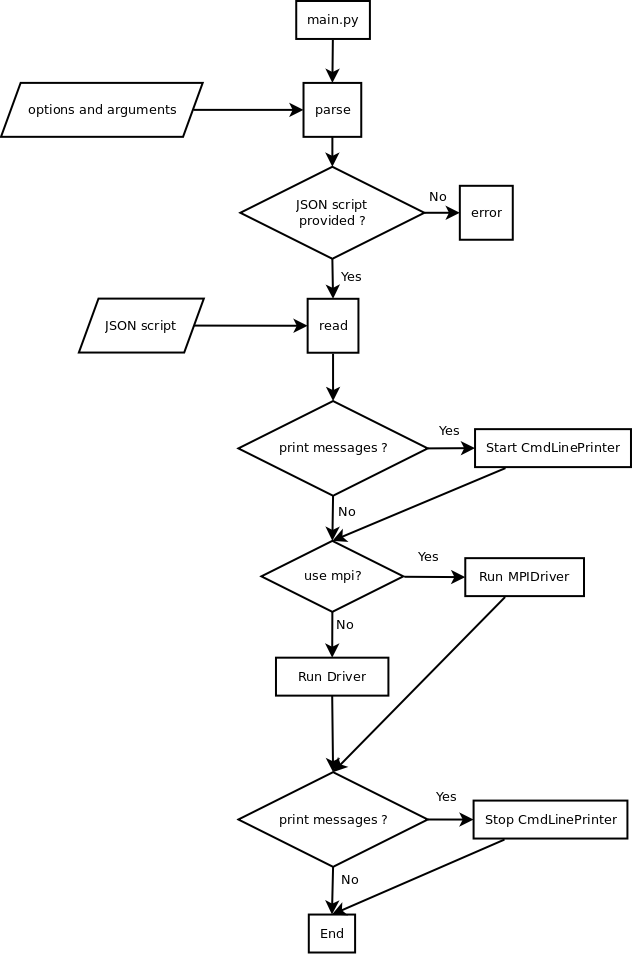 main.py
options and arguments
parse
JSON script
provided ?
No
error
Yes
JSON script
read
print messages ?
Yes
Start CmdLinePrinter
No
use mpi?
Yes
Run MPIDriver
No
Run Driver
print messages ?
Yes
Stop CmdLinePrinter
No
End